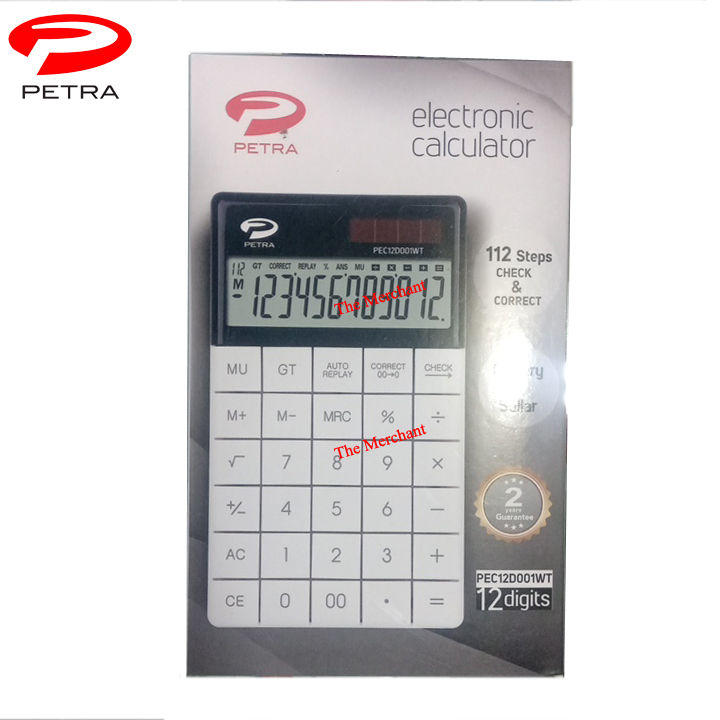 PETRA
PETRA
electronic
calculator
PETRA
PEC12D001WT
112 GT CORRECT REPLAY % ANS MU ÷ × − + =
M
-123456789012.
The Merchant
112 Steps
CHECK
&
CORRECT
MU GT AUTO REPLAY CORRECT 00→0 CHECK →
M+ M- MRC % ÷
The Merchant
√ 7 8 9 ×
+/− 4 5 6 −
AC 1 2 3 +
CE 0 00 . =
2
years
Guarantee
PEC12D001WT
12 digits